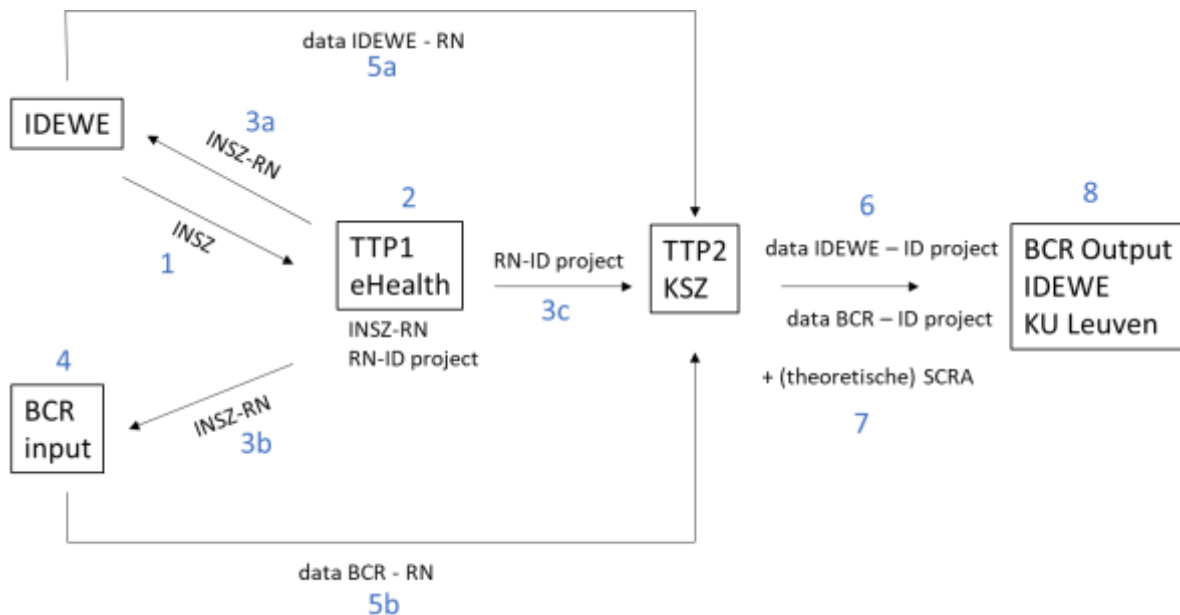 data IDEWE - RN
5a
IDEWE
3a
INSZ-RN
INSZ
1
2
TTP1
eHealth
INSZ-RN
RN-ID project
RN-ID project
3c
TTP2
KSZ
6
data IDEWE – ID project
data BCR – ID project
+ (theoretische) SCRA
7
8
BCR Output
IDEWE
KU Leuven
4
BCR
input
INSZ-RN
3b
data BCR - RN
5b